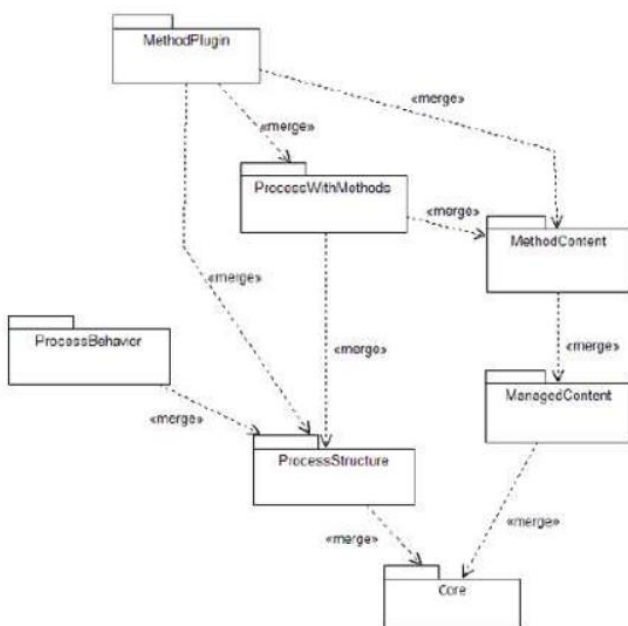 MethodPlugin
«merge»
«merge»
ProcessWithMethods
«merge»
MethodContent
«merge»
ProcessBehavior
«merge»
«merge»
ManagedContent
«merge»
ProcessStructure
«merge»
«merge»
Core